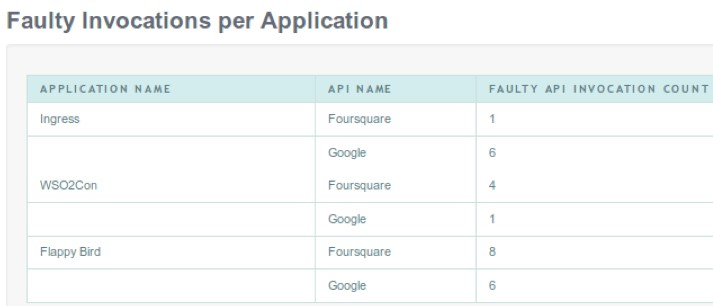 Faulty Invocations per Application
APPLICATION NAME API NAME FAULTY API INVOCATION COUNT
Ingress Foursquare 1
Google 6
WSO2Con Foursquare 4
Google 1
Flappy Bird Foursquare 8
Google 6